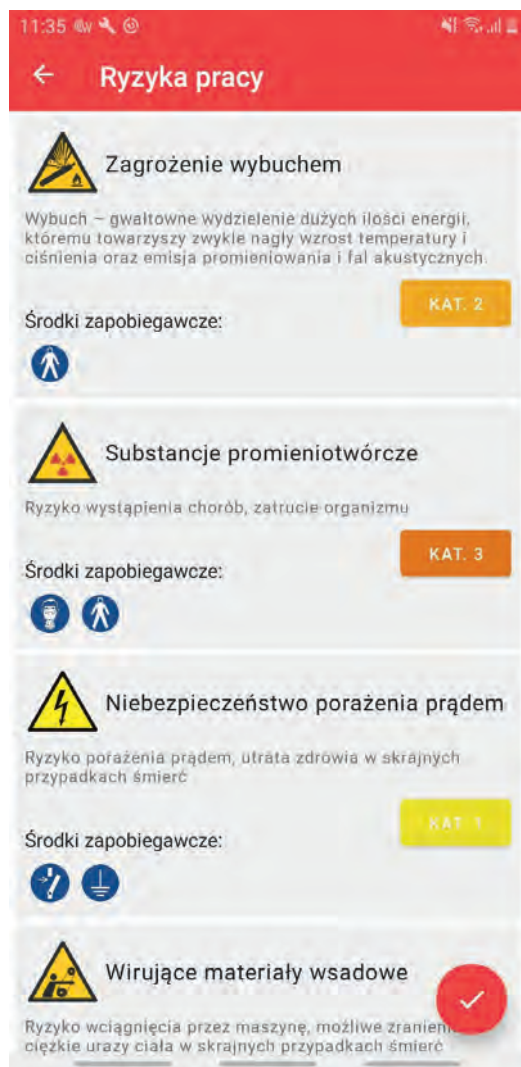 11:35
Ryzyka pracy
Zagrożenie wybuchem
Wybuch – gwałtowne wydzielenie dużych ilości energii,
któremu towarzyszy zwykle nagły wzrost temperatury i
ciśnienia oraz emisja promieniowania i fal akustycznych.
KAT. 2
Środki zapobiegawcze:
Substancje promieniotwórcze
Ryzyko wystąpienia chorób, zatrucie organizmu
KAT. 3
Środki zapobiegawcze:
Niebezpieczeństwo porażenia prądem
Ryzyko porażenia prądem, utrata zdrowia w skrajnych
przypadkach śmierć
KAT. 1
Środki zapobiegawcze:
Wirujące materiały wsadowe
Ryzyko wciągnięcia przez maszynę, możliwe
ciężkie urazy ciała w skrajnych przypadkach śmierć